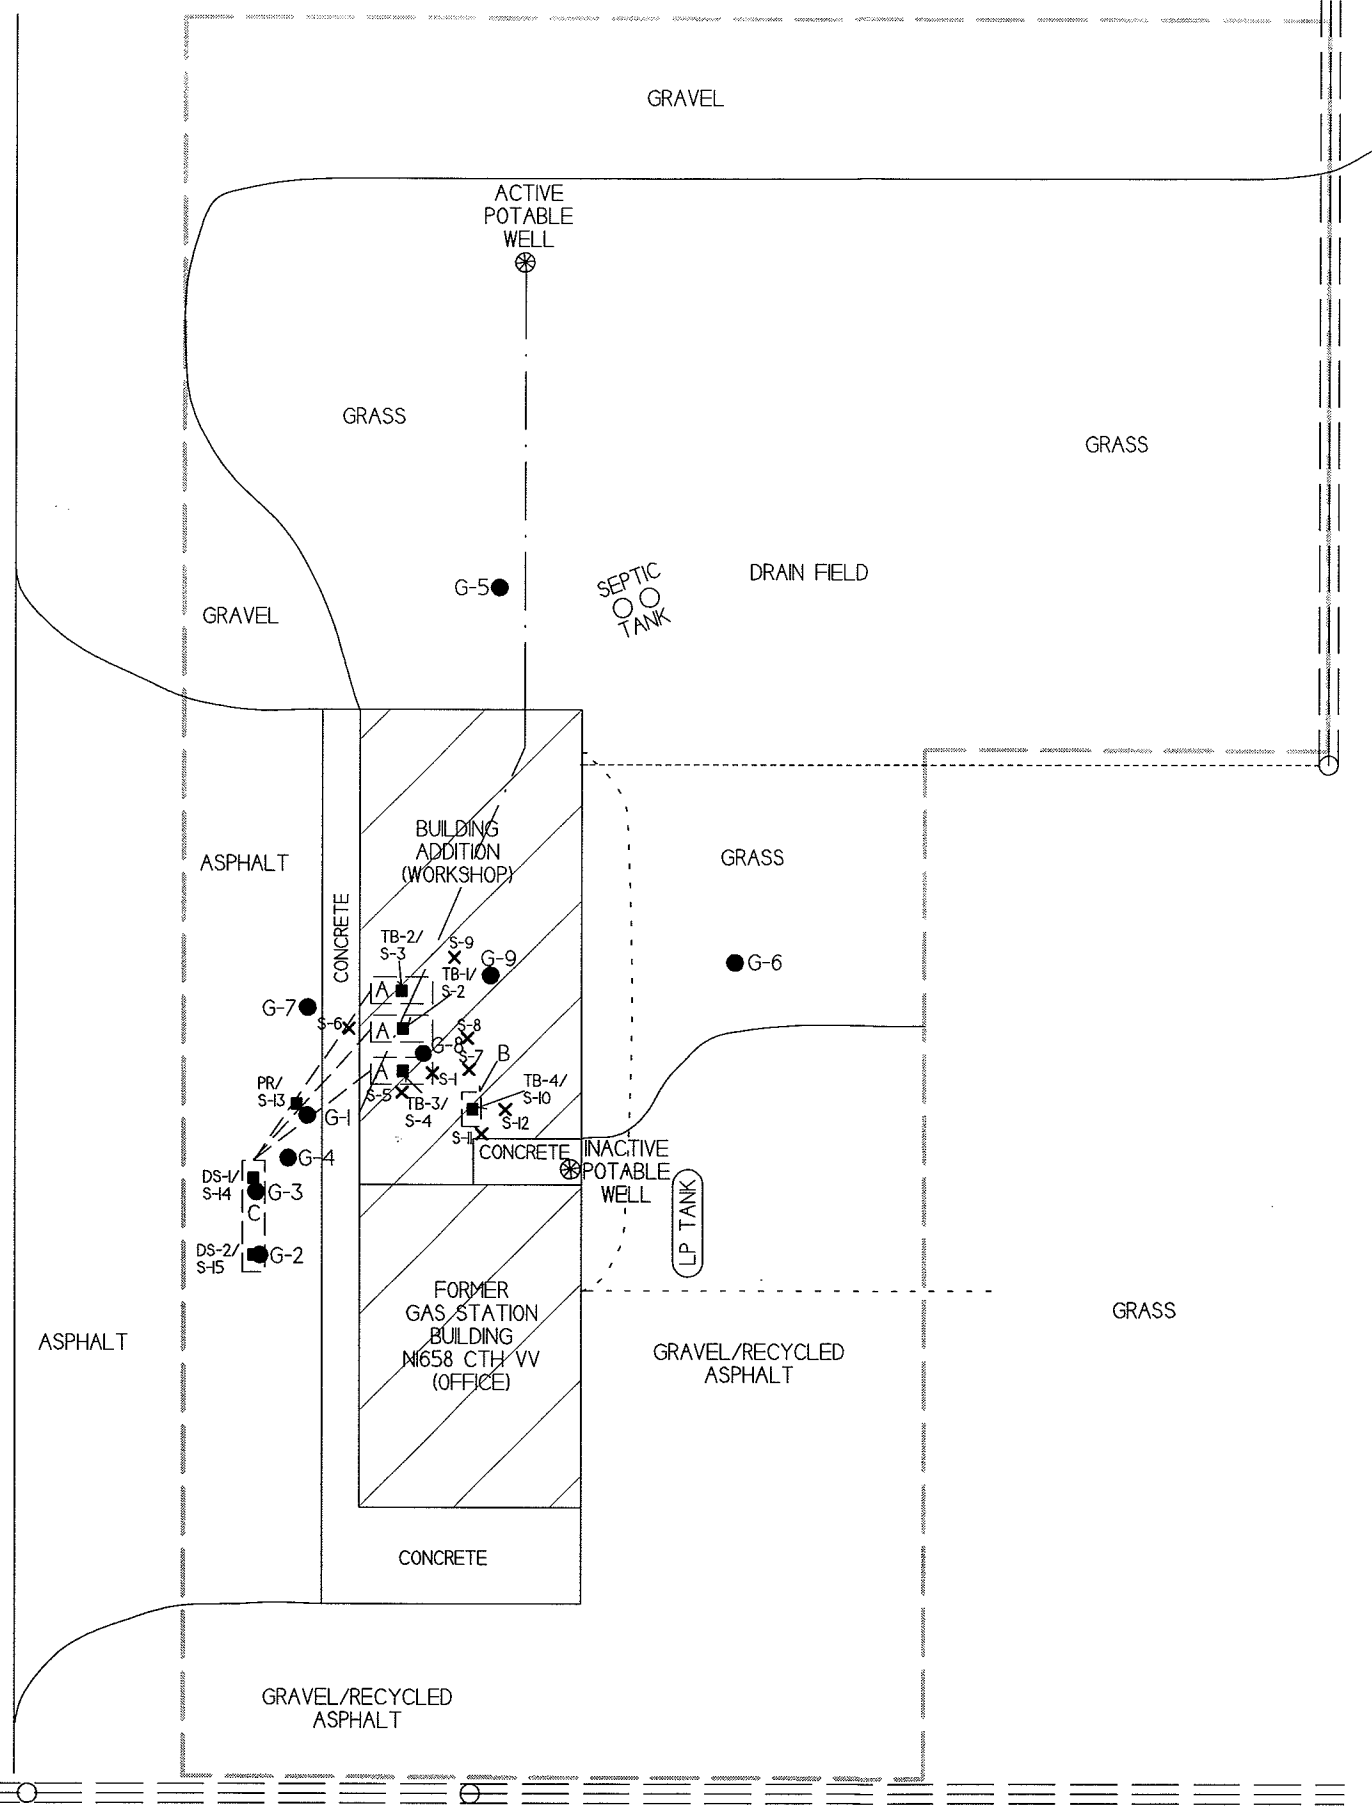 GRAVEL
ACTIVE
POTABLE
WELL
GRASS
GRASS
G-5
SEPTIC
TANK
DRAIN FIELD
GRAVEL
BUILDING
ADDITION
(WORKSHOP)
ASPHALT
GRASS
CONCRETE
TB-2/
S-3
S-9
G-9
TB-1/
S-2
G-6
A
G-7
S-6
A
S-8
G-8
S-7
B
A
S-1
S-5
TB-3/
S-4
TB-4/
S-10
S-12
S-11
PR/
S-13
G-1
CONCRETE
INACTIVE
POTABLE
WELL
G-4
DS-1/
S-14
G-3
C
LP TANK
DS-2/
S-15
G-2
FORMER
GAS STATION
BUILDING
N1658 CTH VV
(OFFICE)
GRASS
ASPHALT
GRAVEL/RECYCLED
ASPHALT
CONCRETE
GRAVEL/RECYCLED
ASPHALT